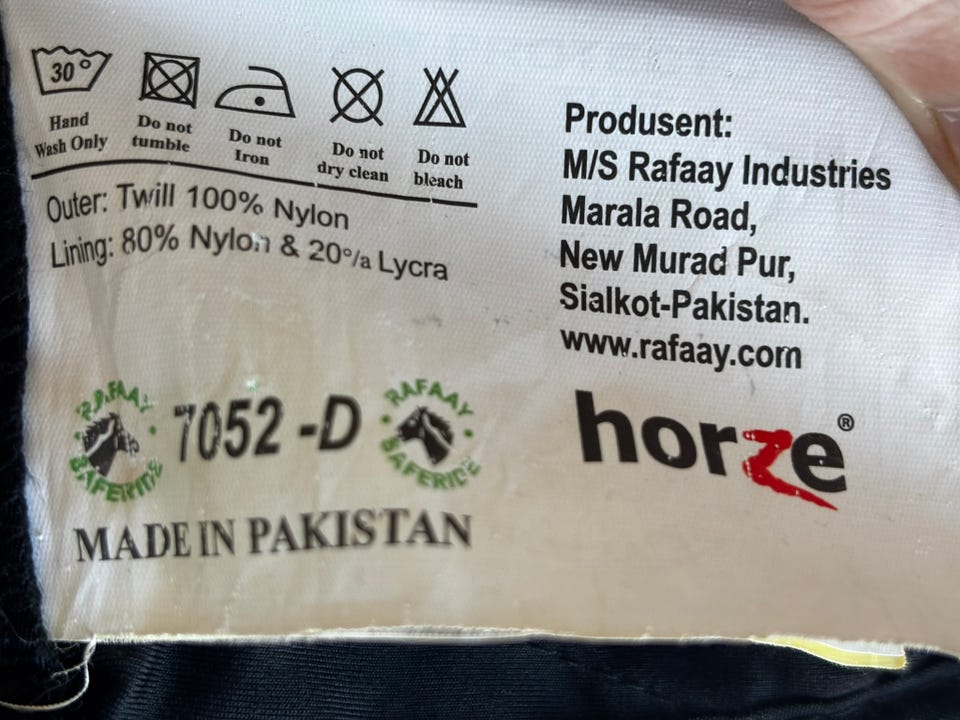 30°
Hand
Wash Only
Do not
tumble
Do not
Iron
Do not
dry clean
Do not
bleach
Outer: Twill 100% Nylon
Lining: 80% Nylon & 20°/a Lycra
RAFAAY
SAFERIDE
7052 -D
RAFAAY
SAFERIDE
MADE IN PAKISTAN
Produsent:
M/S Rafaay Industries
Marala Road,
New Murad Pur,
Sialkot-Pakistan.
www.rafaay.com
horze®